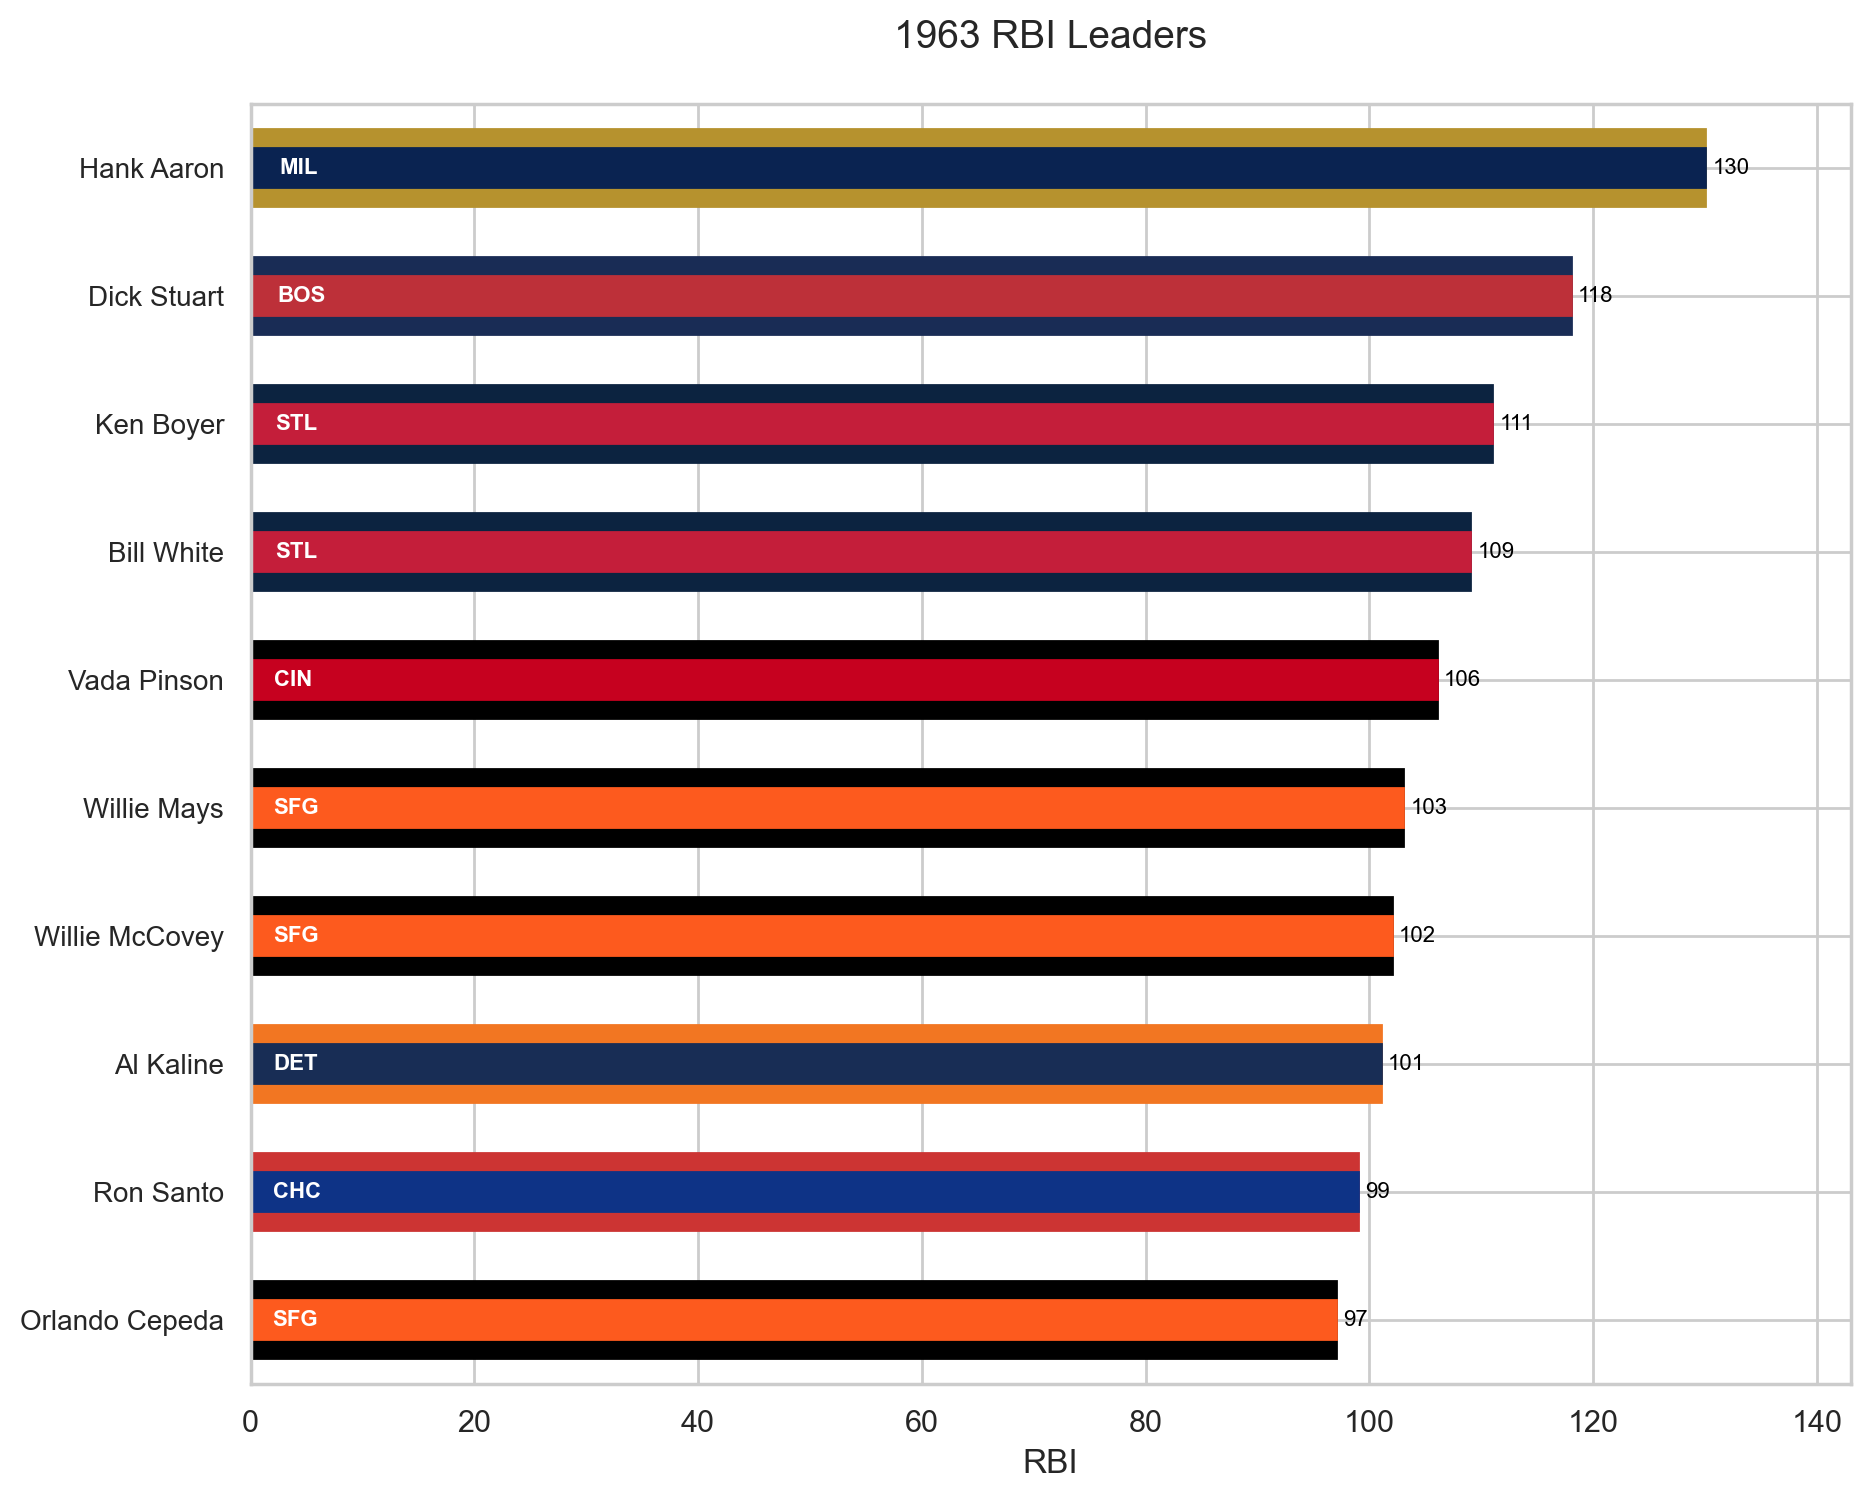 1963 RBI Leaders
Hank Aaron MIL 130
Dick Stuart BOS 118
Ken Boyer STL 111
Bill White STL 109
Vada Pinson CIN 106
Willie Mays SFG 103
Willie McCovey SFG 102
Al Kaline DET 101
Ron Santo CHC 99
Orlando Cepeda SFG 97
0 20 40 60 80 100 120 140
RBI